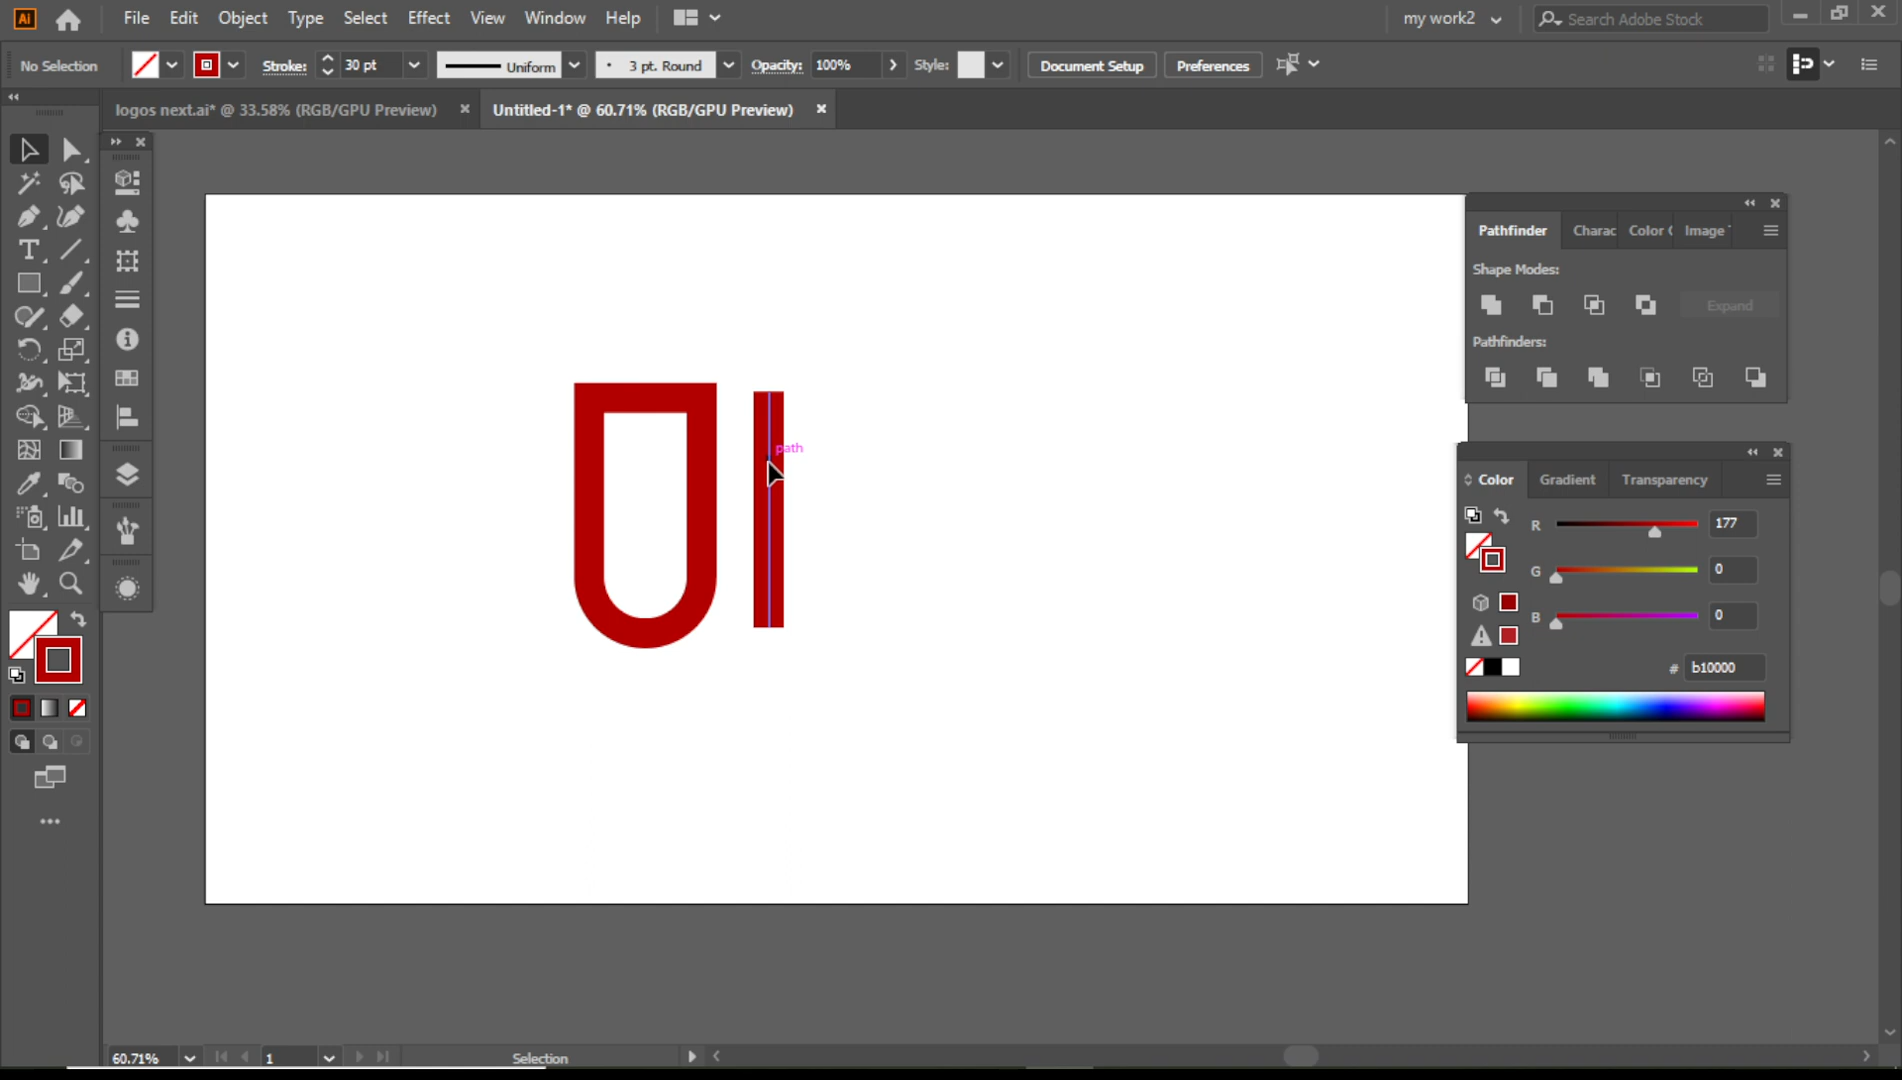 Ai File Edit Object Type Select Effect View Window Help my work2 Search Adobe Stock
No Selection Stroke: 30 pt Uniform 3 pt. Round Opacity: 100% Style: Document Setup Preferences
logos next.ai* @ 33.58% (RGB/GPU Preview) Untitled-1* @ 60.71% (RGB/GPU Preview)
Pathfinder Charac Color Image
Shape Modes:
Expand
Pathfinders:
path
Color Gradient Transparency
R 177
G 0
B 0
# b10000
60.71% 1 Selection